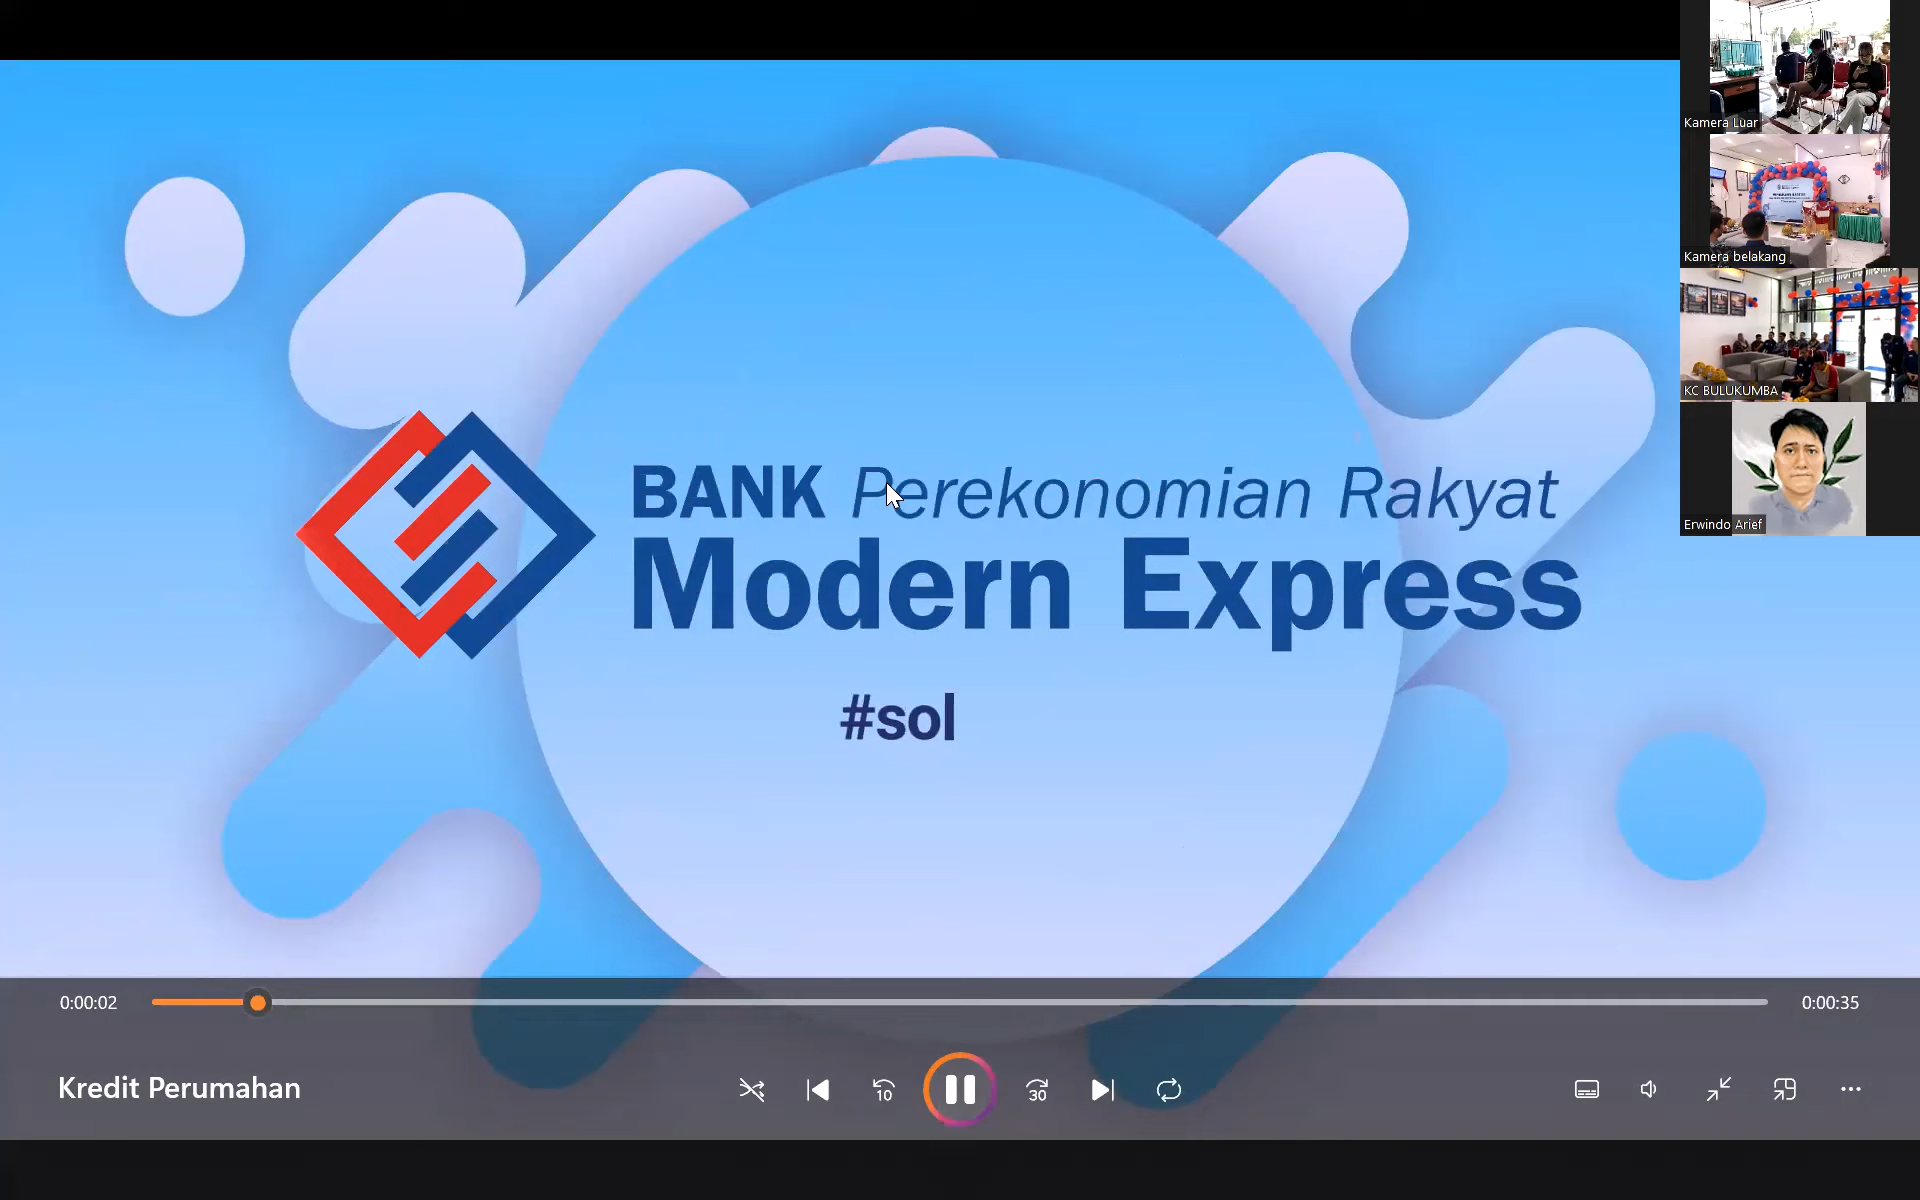 BANK Perekonomian Rakyat
Modern Express
#sol
0:00:02
0:00:35
Kredit Perumahan
10
30
Kamera Luar
Kamera belakang
KC BULUKUMBA
Erwindo Arief